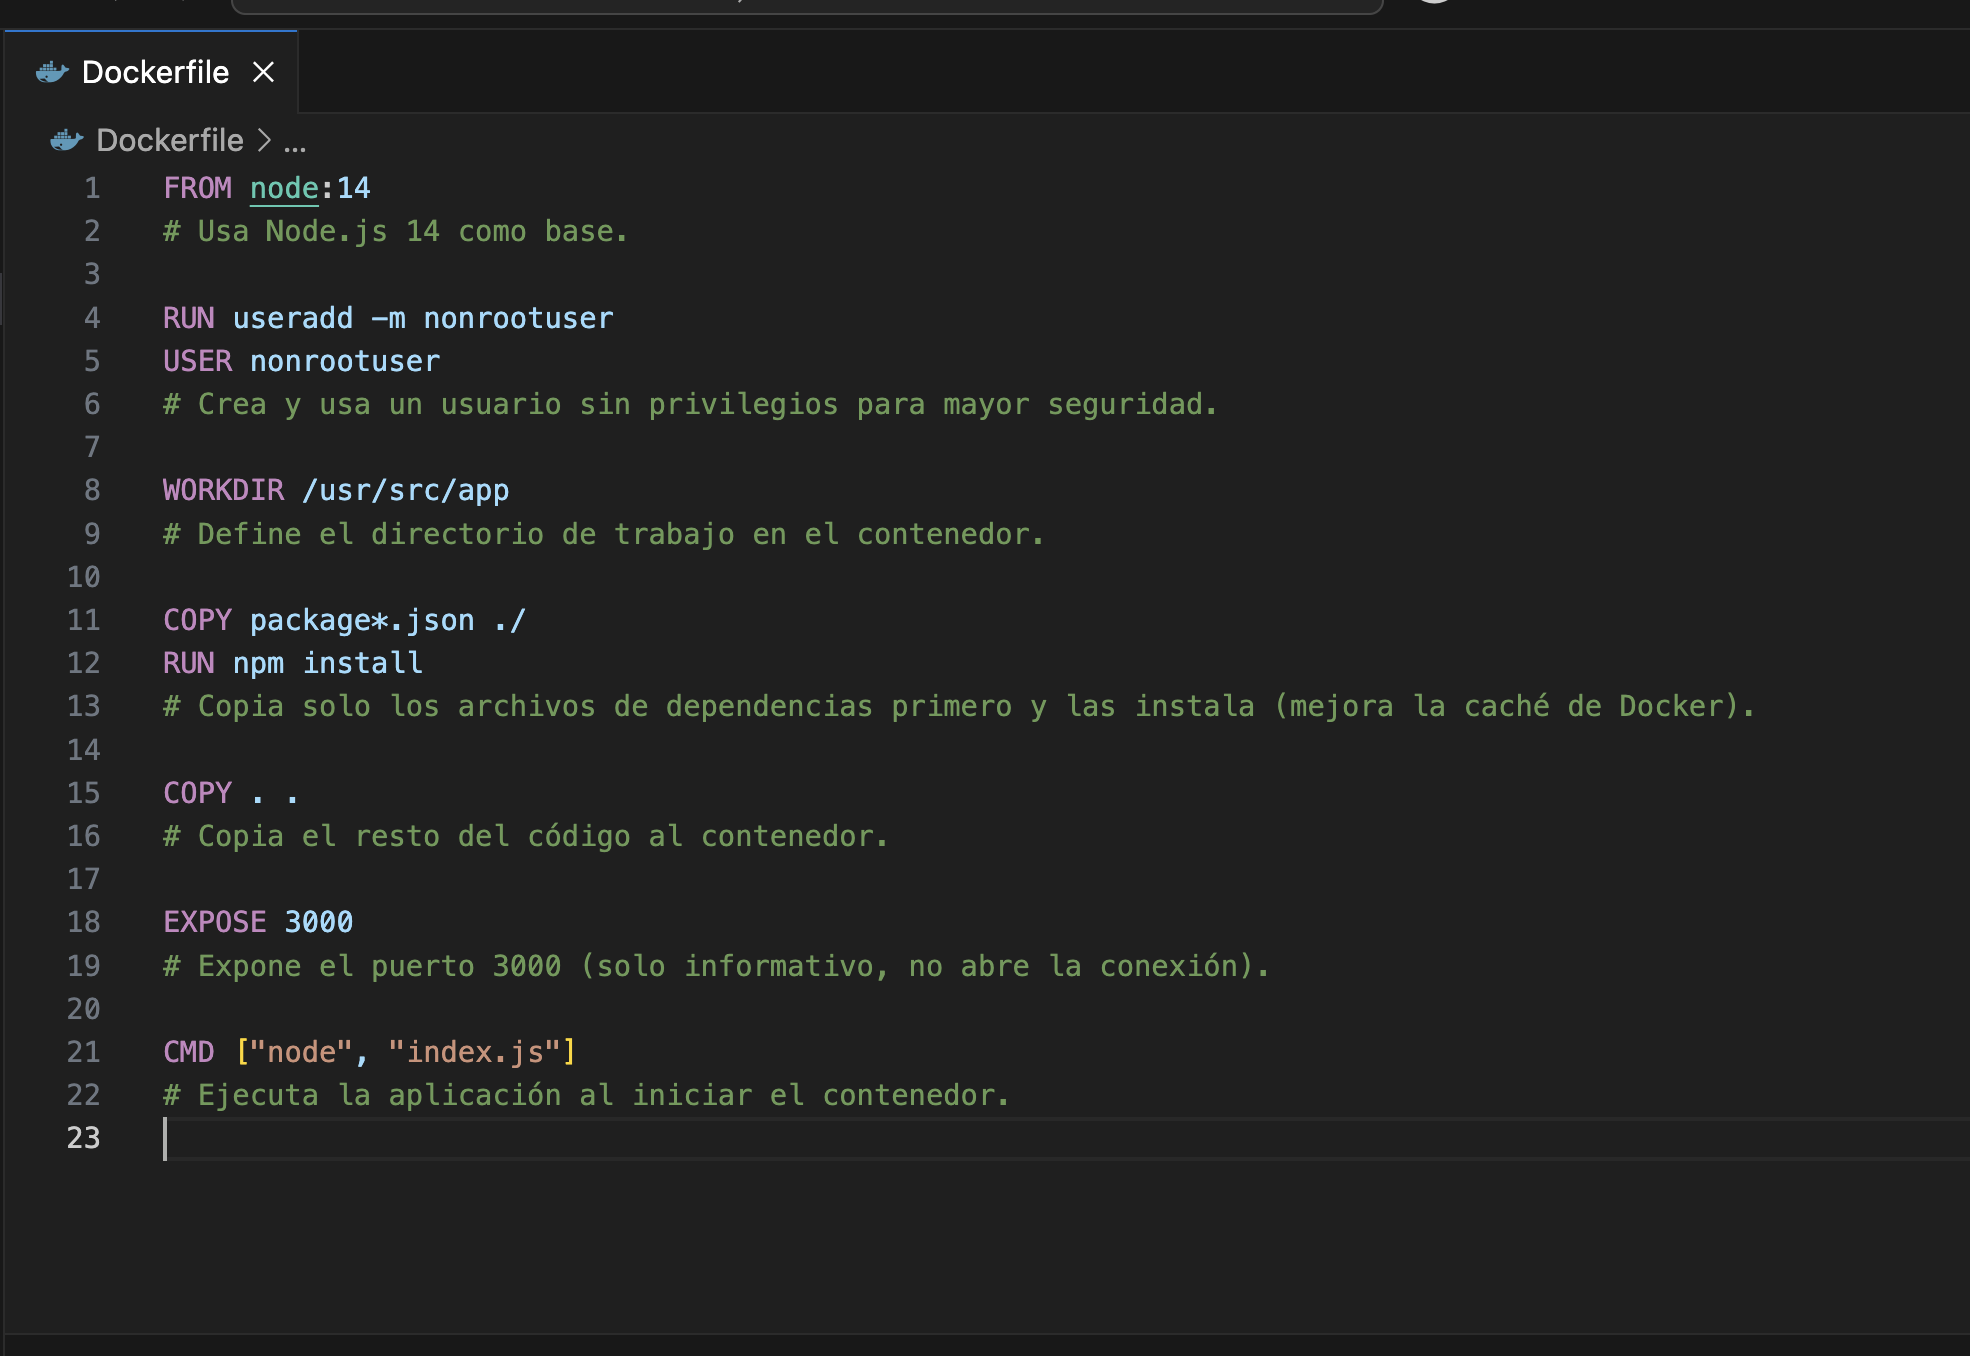 Dockerfile
Dockerfile > ...
1 FROM node:14
2 # Usa Node.js 14 como base.
3
4 RUN useradd -m nonrootuser
5 USER nonrootuser
6 # Crea y usa un usuario sin privilegios para mayor seguridad.
7
8 WORKDIR /usr/src/app
9 # Define el directorio de trabajo en el contenedor.
10
11 COPY package*.json ./
12 RUN npm install
13 # Copia solo los archivos de dependencias primero y las instala (mejora la caché de Docker).
14
15 COPY . .
16 # Copia el resto del código al contenedor.
17
18 EXPOSE 3000
19 # Expone el puerto 3000 (solo informativo, no abre la conexión).
20
21 CMD ["node", "index.js"]
22 # Ejecuta la aplicación al iniciar el contenedor.
23